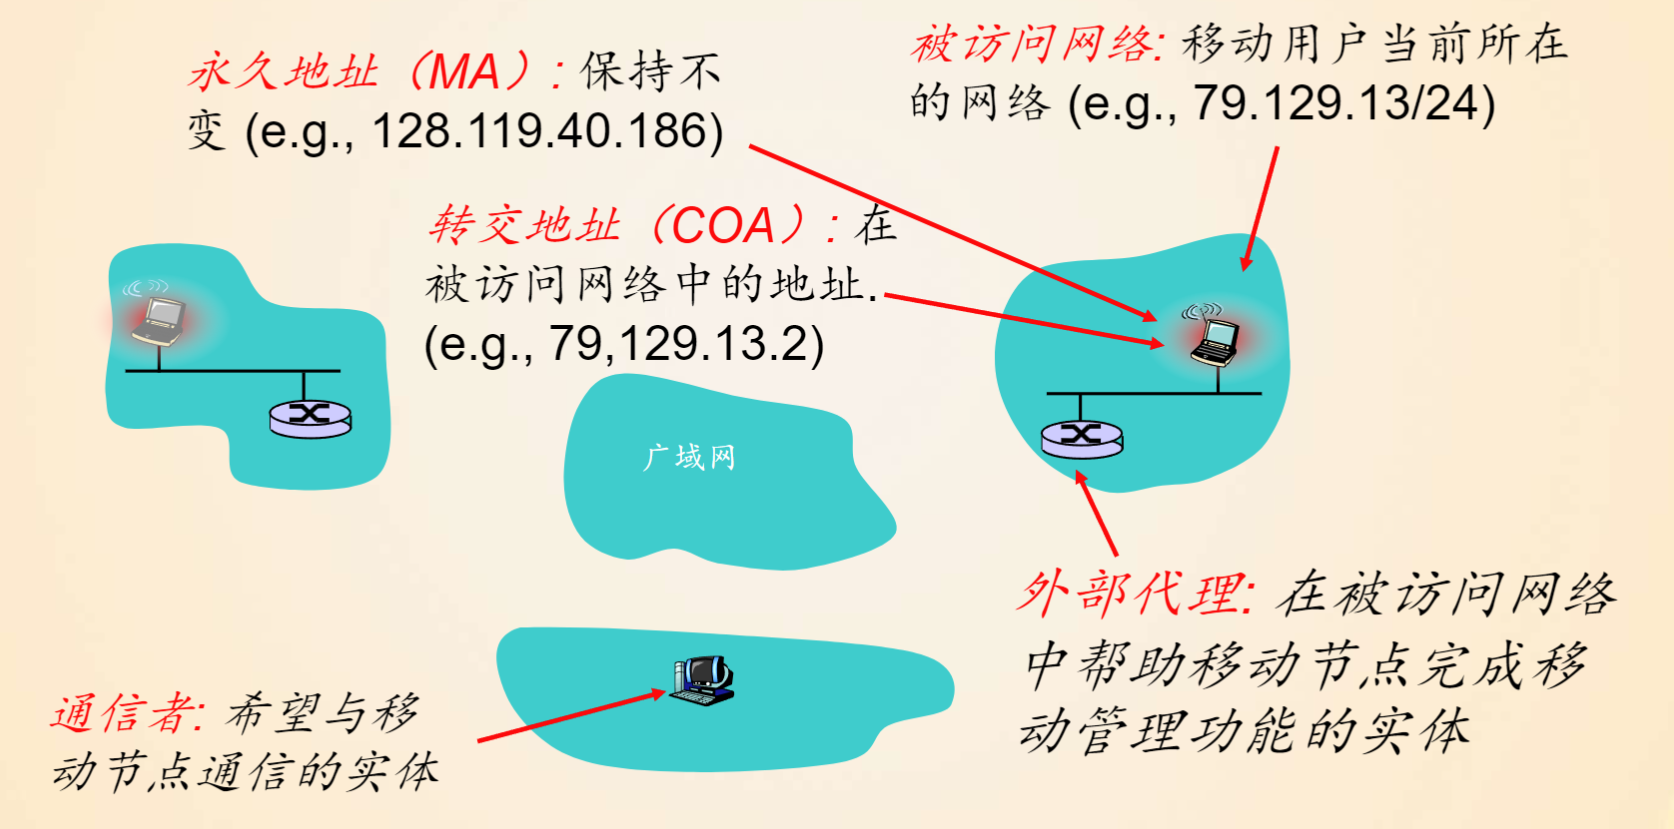 永久地址（MA）: 保持不
变 (e.g., 128.119.40.186)
被访问网络: 移动用户当前所在
的网络 (e.g., 79.129.13/24)
转交地址（COA）: 在
被访问网络中的地址.
(e.g., 79,129.13.2)
广域网
外部代理: 在被访问网络
中帮助移动节点完成移
动管理功能的实体
通信者: 希望与移
动节点通信的实体